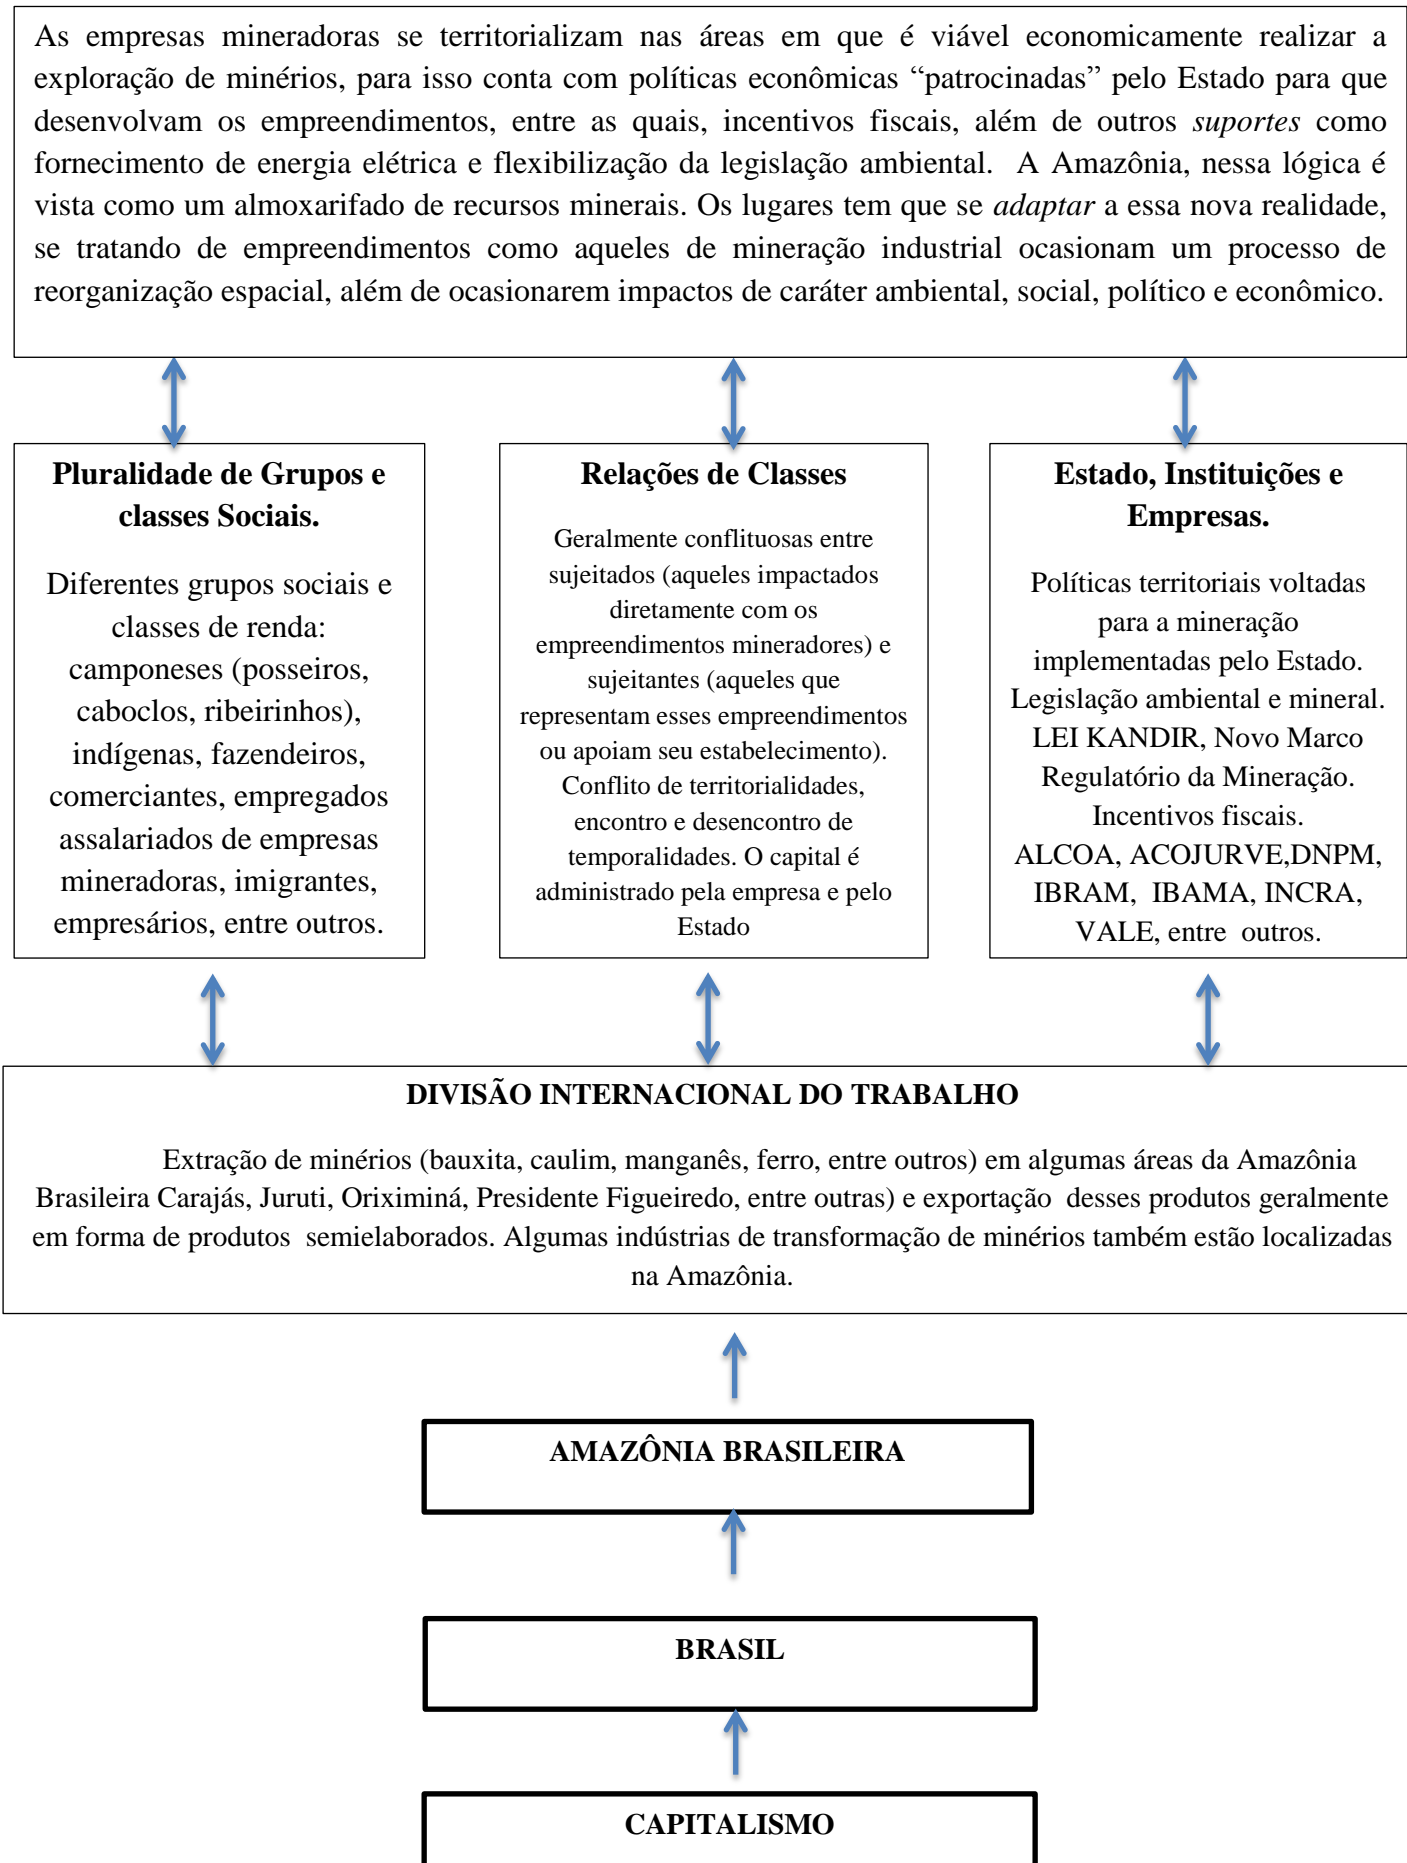 As empresas mineradoras se territorializam nas áreas em que é viável economicamente realizar a
exploração de minérios, para isso conta com políticas econômicas “patrocinadas” pelo Estado para que
desenvolvam os empreendimentos, entre as quais, incentivos fiscais, além de outros suportes como
fornecimento de energia elétrica e flexibilização da legislação ambiental. A Amazônia, nessa lógica é
vista como um almoxarifado de recursos minerais. Os lugares tem que se adaptar a essa nova realidade,
se tratando de empreendimentos como aqueles de mineração industrial ocasionam um processo de
reorganização espacial, além de ocasionarem impactos de caráter ambiental, social, político e econômico.
Pluralidade de Grupos e
classes Sociais.
Diferentes grupos sociais e
classes de renda:
camponeses (posseiros,
caboclos, ribeirinhos),
indígenas, fazendeiros,
comerciantes, empregados
assalariados de empresas
mineradoras, imigrantes,
empresários, entre outros.
Relações de Classes
Geralmente conflituosas entre
sujeitados (aqueles impactados
diretamente com os
empreendimentos mineradores) e
sujeitantes (aqueles que
representam esses empreendimentos
ou apoiam seu estabelecimento).
Conflito de territorialidades,
encontro e desencontro de
temporalidades. O capital é
administrado pela empresa e pelo
Estado
Estado, Instituições e
Empresas.
Políticas territoriais voltadas
para a mineração
implementadas pelo Estado.
Legislação ambiental e mineral.
LEI KANDIR, Novo Marco
Regulatório da Mineração.
Incentivos fiscais.
ALCOA, ACOJURVE,DNPM,
IBRAM, IBAMA, INCRA,
VALE, entre outros.
DIVISÃO INTERNACIONAL DO TRABALHO
Extração de minérios (bauxita, caulim, manganês, ferro, entre outros) em algumas áreas da Amazônia
Brasileira Carajás, Juruti, Oriximiná, Presidente Figueiredo, entre outras) e exportação desses produtos geralmente
em forma de produtos semielaborados. Algumas indústrias de transformação de minérios também estão localizadas
na Amazônia.
AMAZÔNIA BRASILEIRA
BRASIL
CAPITALISMO